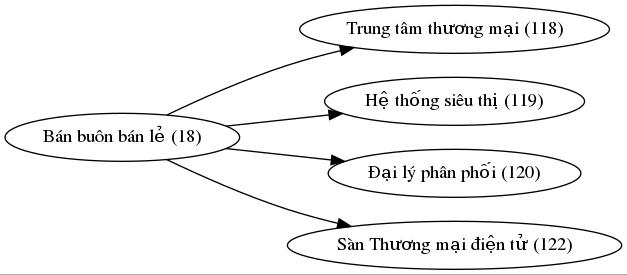 Trung tâm thương mại (118)
Hệ thống siêu thị (119)
Bán buôn bán lẻ (18)
Đại lý phân phối (120)
Sàn Thương mại điện tử (122)